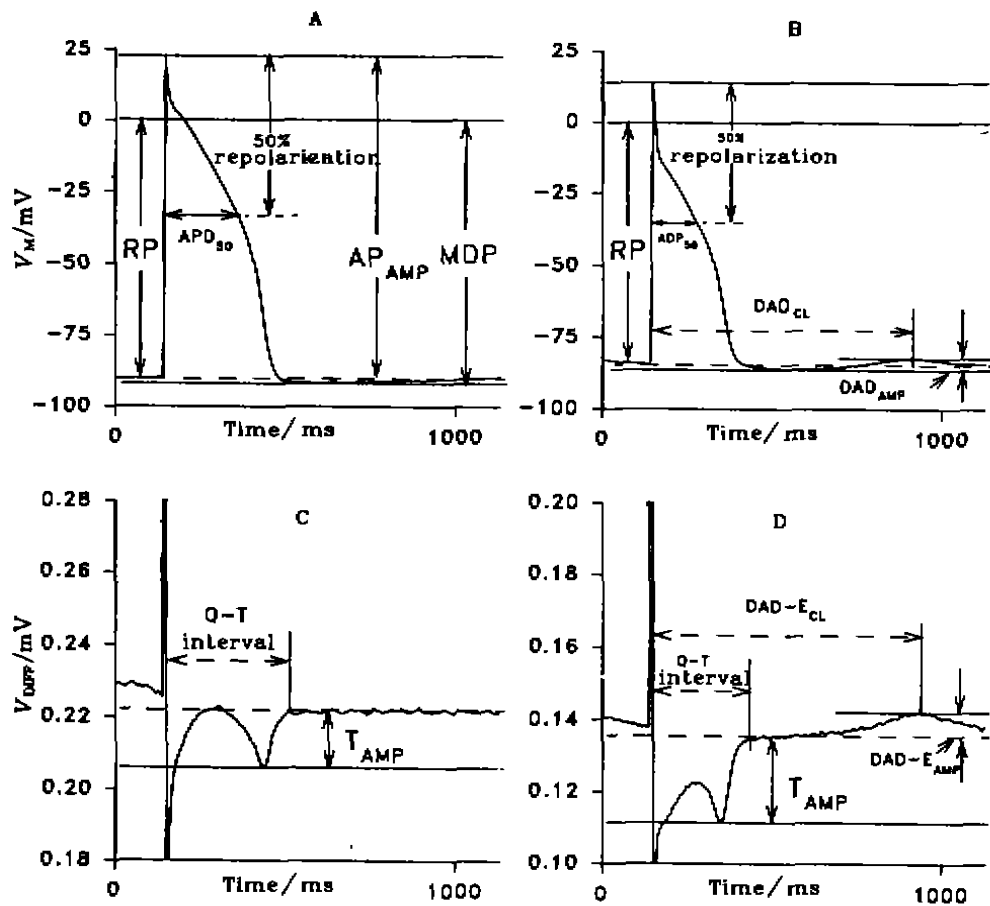 A
25
0
−25
−50
−75
−100
V_M/mV
RP
50%
repolarization
APD_50
AP_AMP
MDP
0
Time/ ms
1000
B
25
0
−25
−50
−75
−100
RP
50%
repolarization
ADP_50
DAD_CL
DAD_AMP
0
Time/ ms
1000
C
0.28
0.26
0.24
0.22
0.20
0.18
V_DIFF/mV
Q−T
interval
T_AMP
0
Time/ ms
1000
D
0.20
0.18
0.16
0.14
0.12
0.10
DAD−E_CL
Q−T
interval
DAD−E_AMP
T_AMP
0
Time/ ms
1000